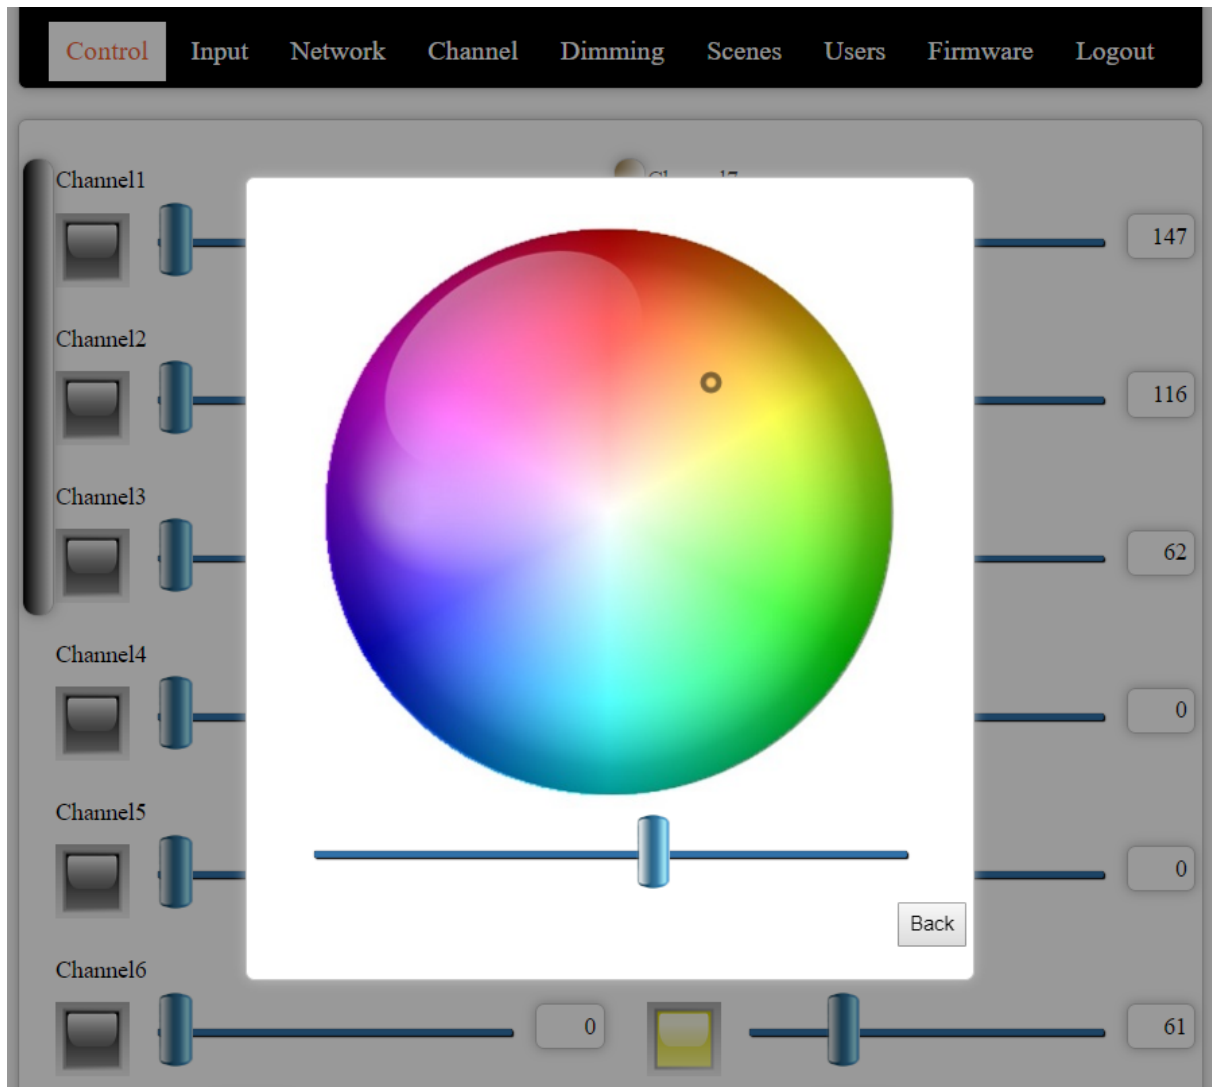 Control Input Network Channel Dimming Scenes Users Firmware Logout
Channel1
147
Channel2
116
Channel3
62
Channel4
0
Channel5
0
Back
Channel6
0 61